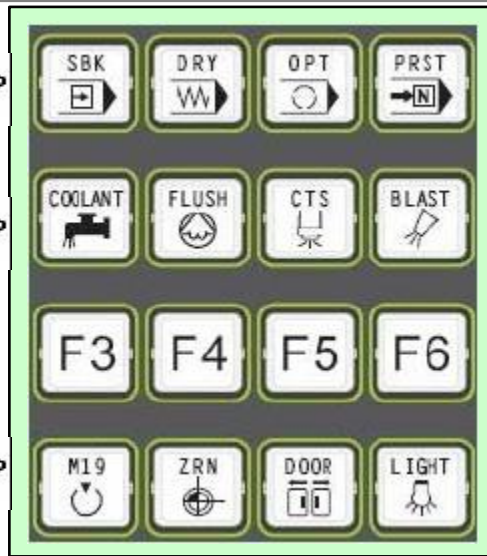 SBK DRY OPT PRST
N
COOLANT FLUSH CTS BLAST
F3 F4 F5 F6
M19 ZRN DOOR LIGHT